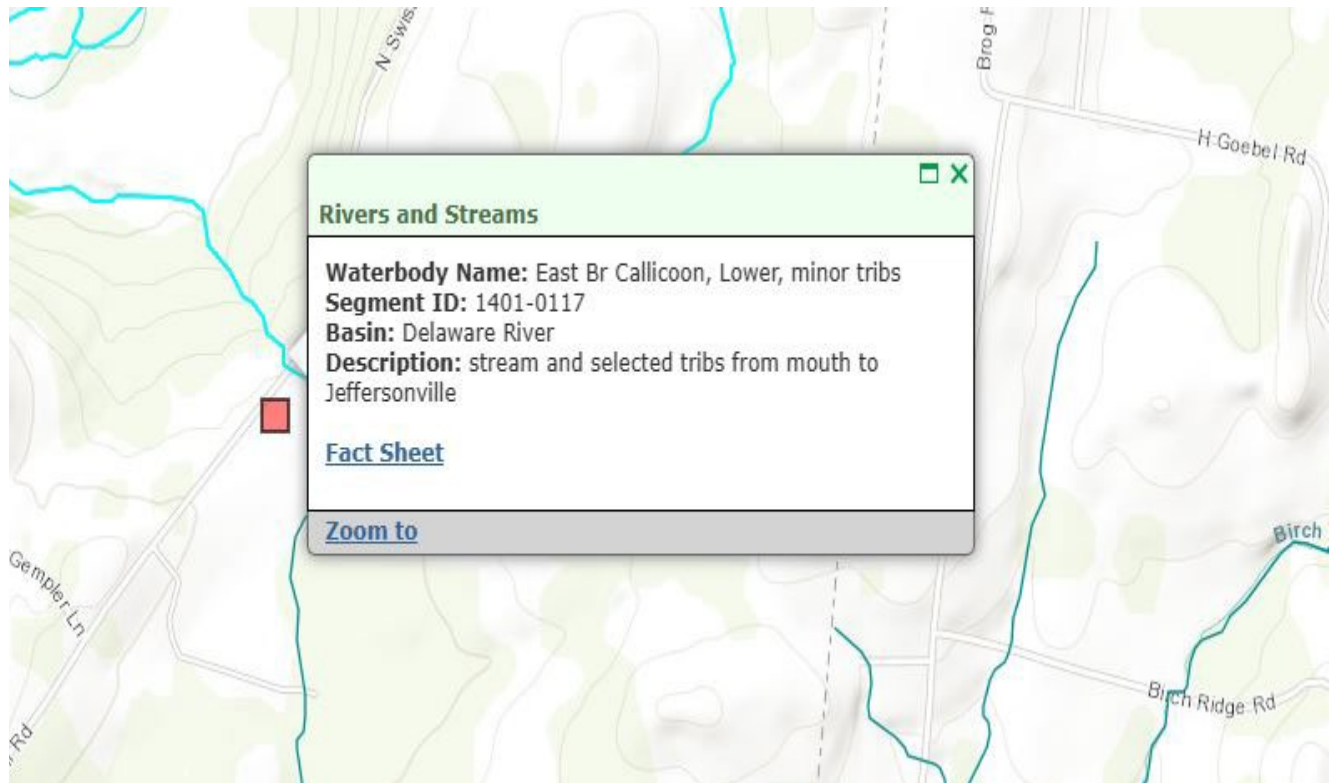 N Swis
Brog
H Goebel Rd
Rivers and Streams
Waterbody Name: East Br Callicoon, Lower, minor tribs
Segment ID: 1401-0117
Basin: Delaware River
Description: stream and selected tribs from mouth to
Jeffersonville
Fact Sheet
Zoom to
Birch
Gempler Ln
Birch Ridge Rd
Rd